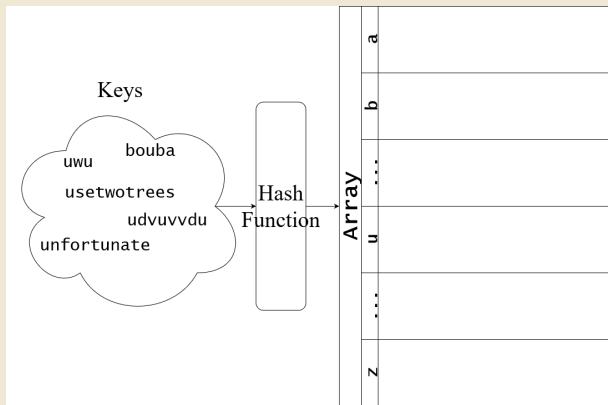 Keys
uwu
bouba
usetwotrees
udvuvvdu
unfortunate
Hash
Function
Array
a
b
...
u
...
z